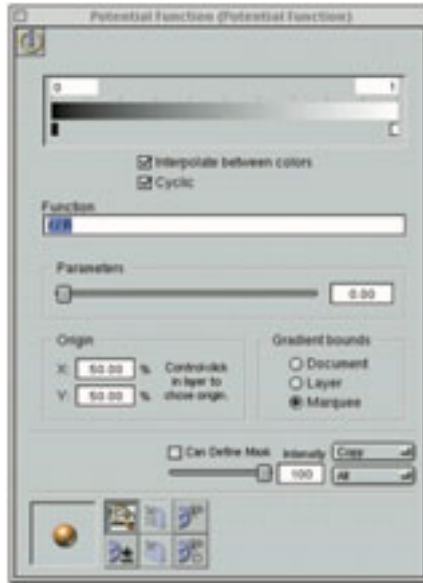 Potential Function (Potential Function)
0 1
Interpolate between colors
Cyclic
Function
Parameters
0.00
Origin
X: 50.00 %
Y: 50.00 %
Control-click
in layer to
chose origin.
Gradient bounds
Document
Layer
Marquee
Can Define Mask
Intensity
100
Copy
All